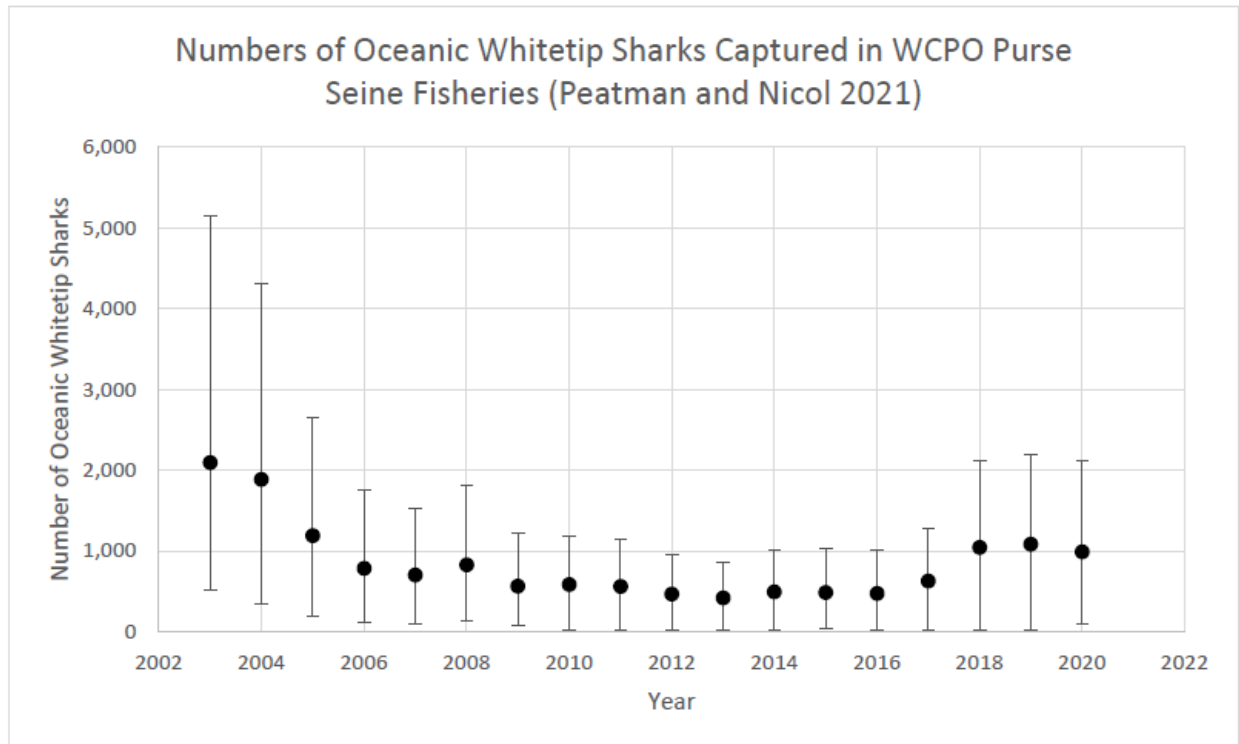 Numbers of Oceanic Whitetip Sharks Captured in WCPO Purse
Seine Fisheries (Peatman and Nicol 2021)
Number of Oceanic Whitetip Sharks
6,000
5,000
4,000
3,000
2,000
1,000
0
2002 2004 2006 2008 2010 2012 2014 2016 2018 2020 2022
Year